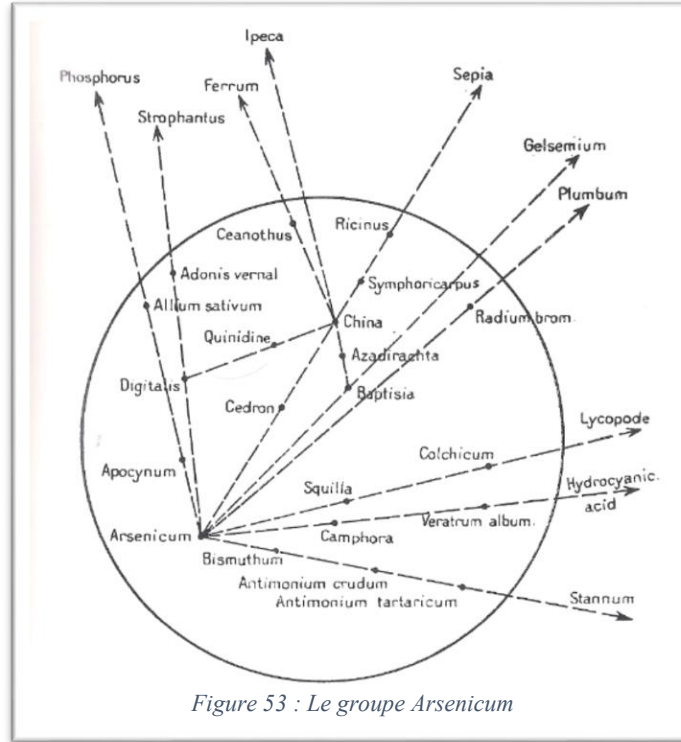 Ipeca
Phosphorus
Ferrum
Sepia
Strophantus
Gelsemium
Plumbum
Ricinus
Ceanothus
Adonis vernal
Symphoricarpus
Allium sativum
China
Radium brom.
Quinidine
Azadirachta
Digitalis
Baptisia
Cedron
Lycopode
Colchicum
Apocynum
Squilla
Hydrocyanic.
acid
Veratrum album.
Arsenicum
Camphora
Bismuthum
Antimonium crudum
Antimonium tartaricum
Stannum
Figure 53 : Le groupe Arsenicum